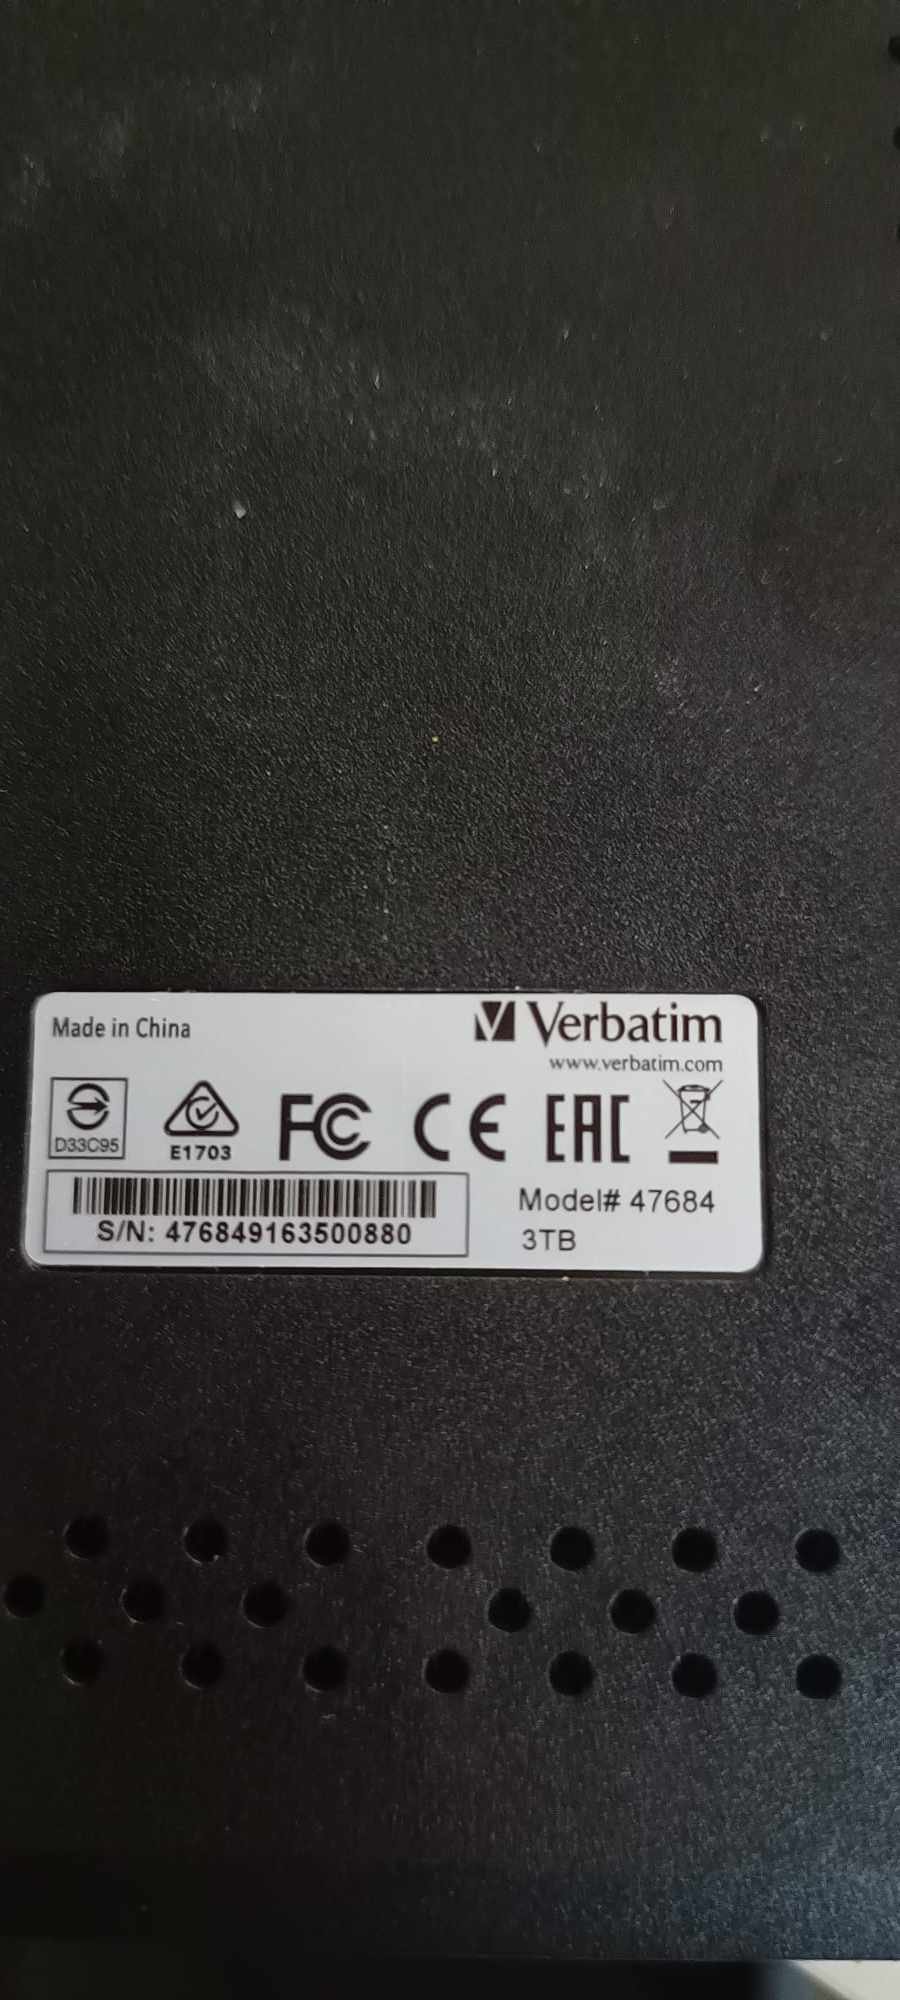 Made in China
Verbatim
www.verbatim.com
D33C95
E1703
FC CE EAC
S/N: 476849163500880
Model# 47684
3TB